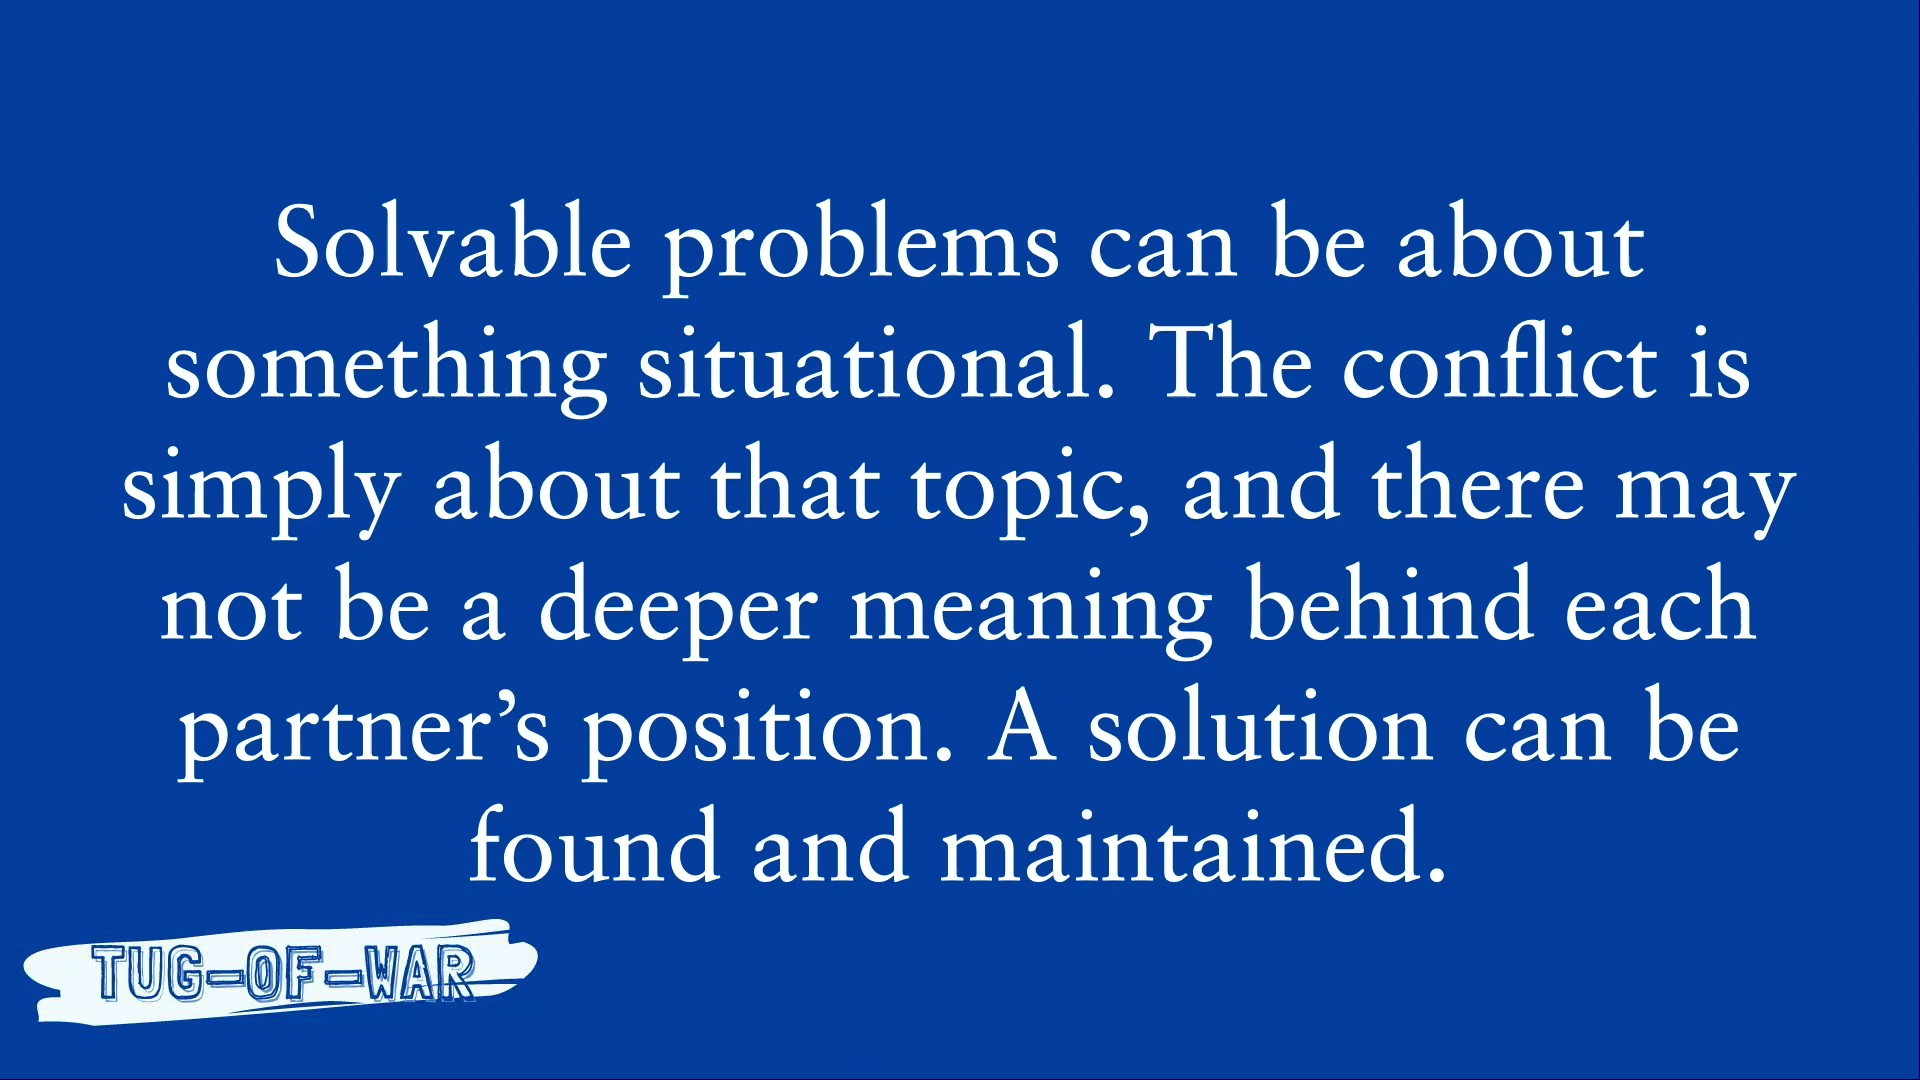 Solvable problems can be about
something situational. The conflict is
simply about that topic, and there may
not be a deeper meaning behind each
partner’s position. A solution can be
found and maintained.
TUG-OF-WAR